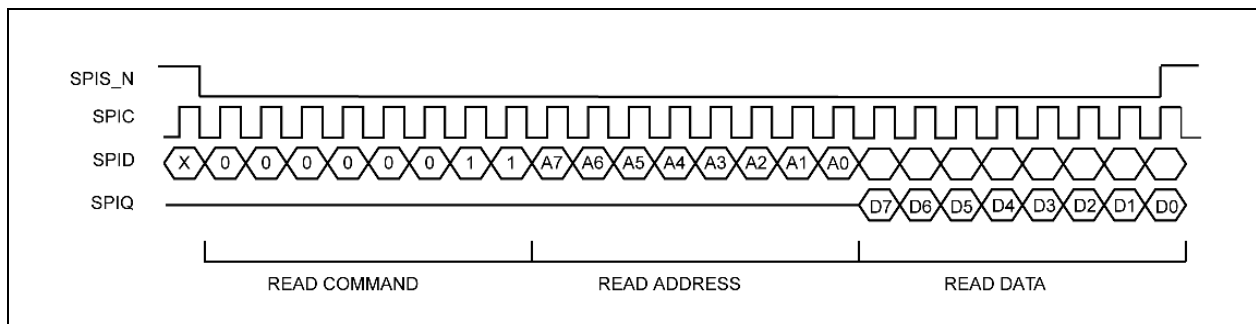 SPIS_N
SPIC
SPID X 0 0 0 0 0 0 1 1 A7 A6 A5 A4 A3 A2 A1 A0
SPIQ D7 D6 D5 D4 D3 D2 D1 D0
READ COMMAND READ ADDRESS READ DATA